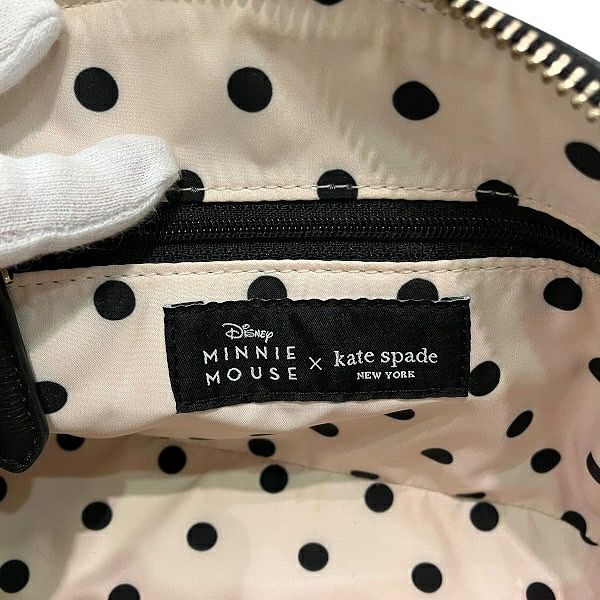 Disney
MINNIE
MOUSE × kate spade
NEW YORK